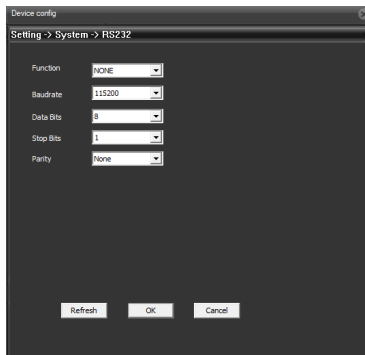 Device config
Setting -> System -> RS232
Function NONE
Baudrate 115200
Data Bits 8
Stop Bits 1
Parity None
Refresh OK Cancel